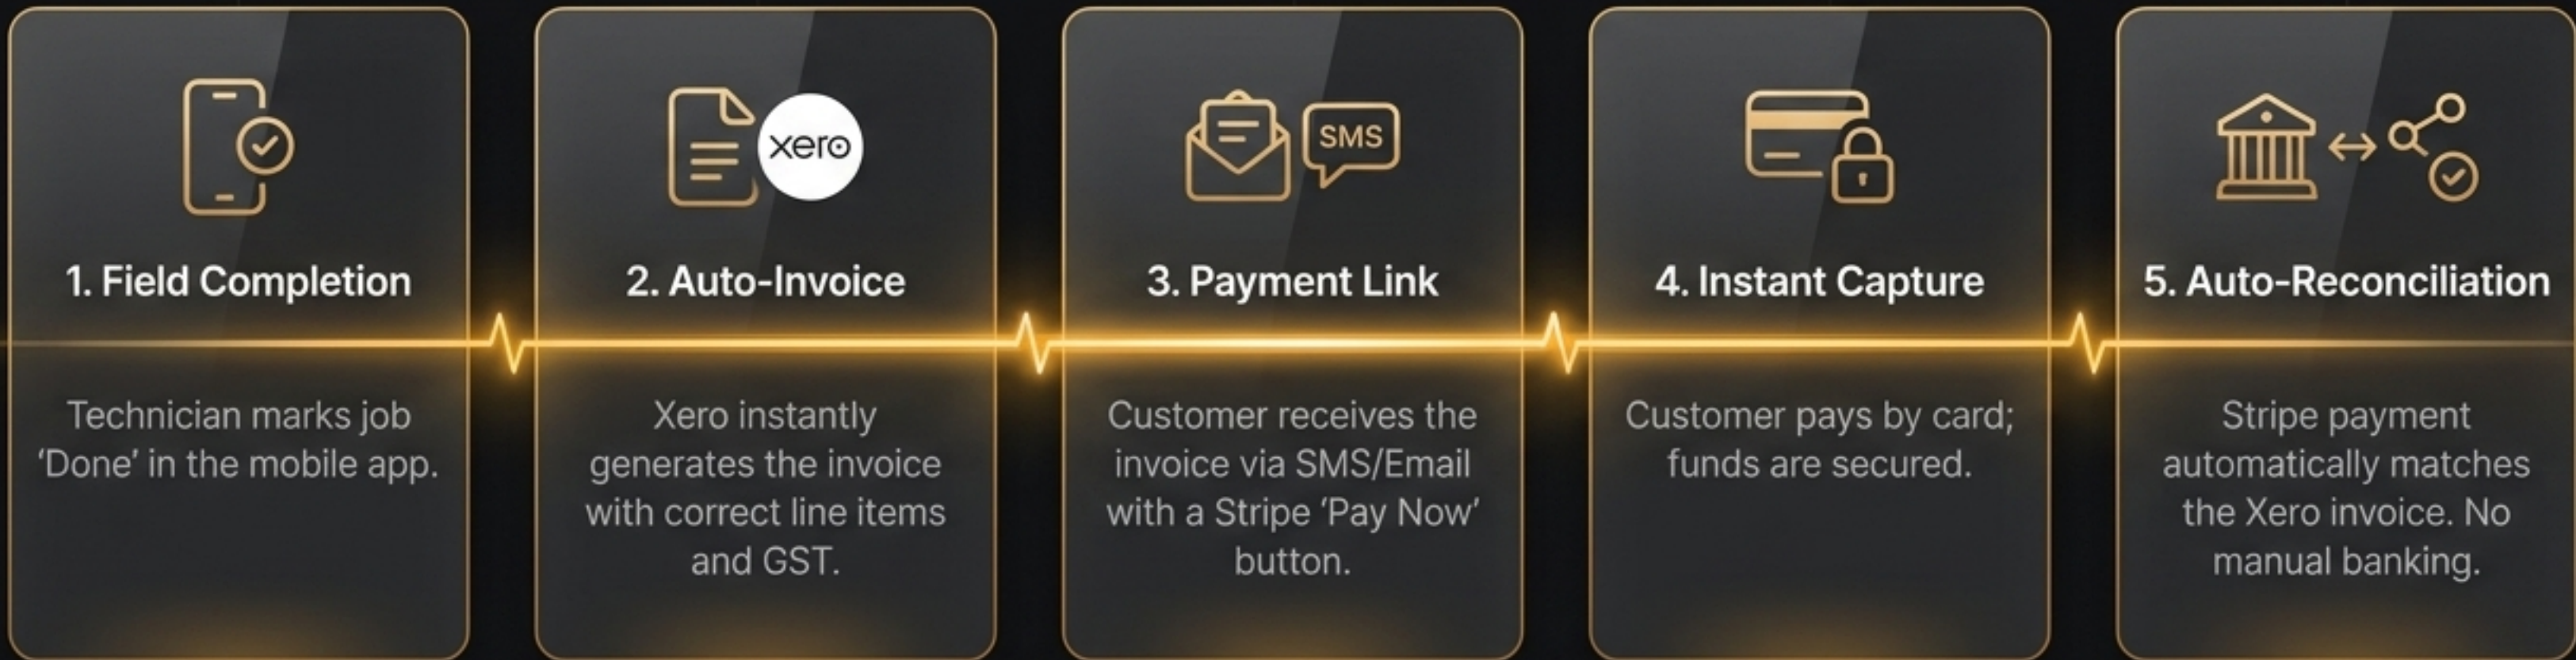 xero
SMS
1. Field Completion
2. Auto-Invoice
3. Payment Link
4. Instant Capture
5. Auto-Reconciliation
Technician marks job
‘Done’ in the mobile app.
Xero instantly
generates the invoice
with correct line items
and GST.
Customer receives the
invoice via SMS/Email
with a Stripe ‘Pay Now’
button.
Customer pays by card;
funds are secured.
Stripe payment
automatically matches
the Xero invoice. No
manual banking.